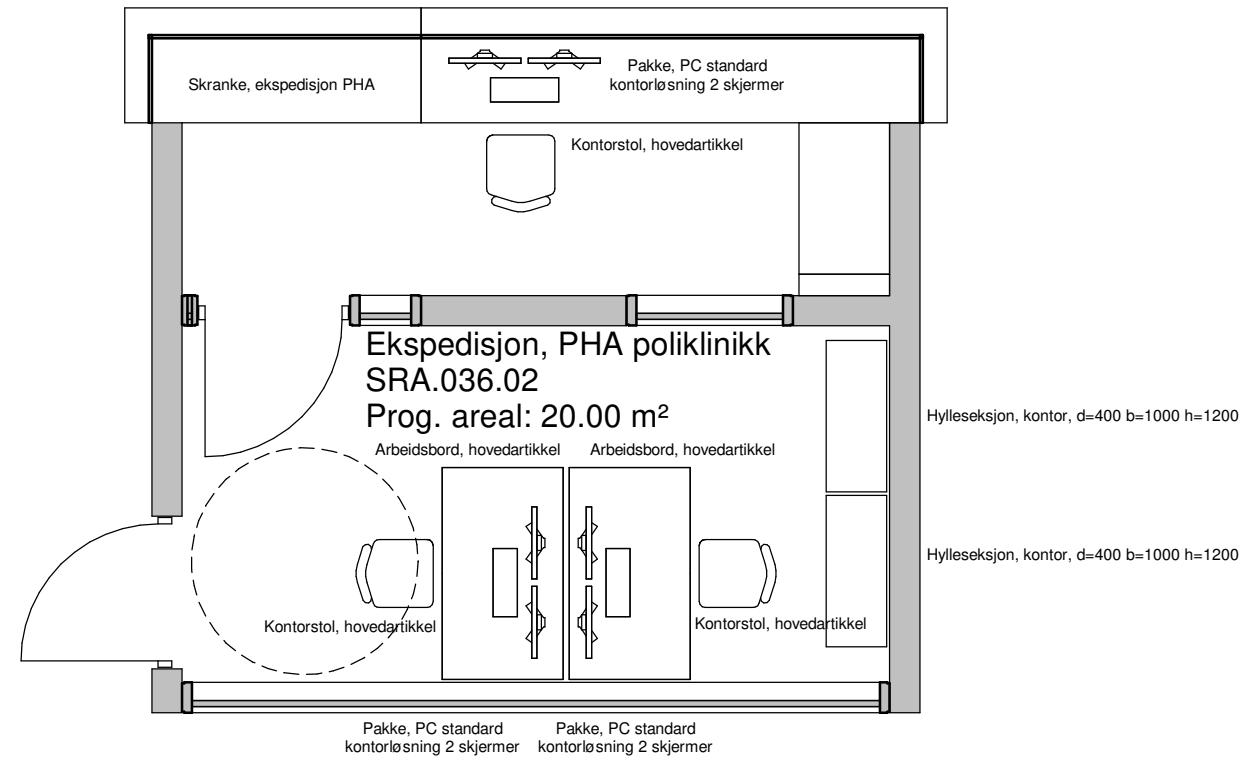 Skranke, ekspedisjon PHA
Pakke, PC standard
kontorløsning 2 skjermer
Kontorstol, hovedartikkel
Ekspedisjon, PHA poliklinikk
SRA.036.02
Prog. areal: 20.00 m²
Arbeidsbord, hovedartikkel
Arbeidsbord, hovedartikkel
Hylleseksjon, kontor, d=400 b=1000 h=1200
Hylleseksjon, kontor, d=400 b=1000 h=1200
Kontorstol, hovedartikkel
Kontorstol, hovedartikkel
Pakke, PC standard
kontorløsning 2 skjermer
Pakke, PC standard
kontorløsning 2 skjermer